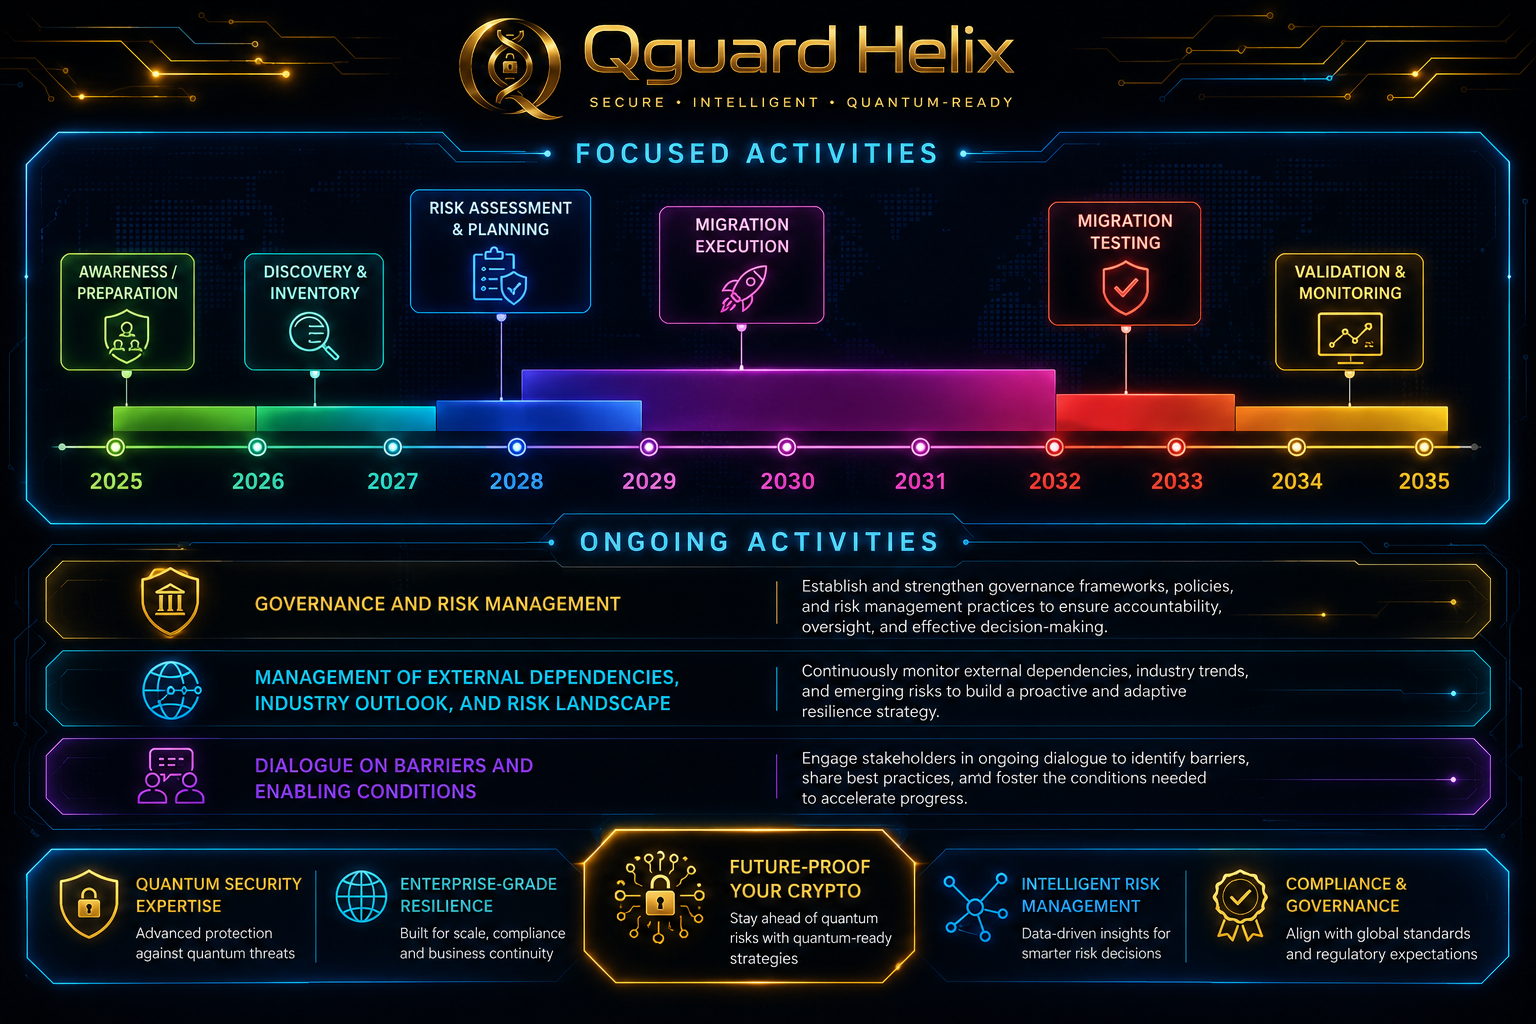 Qguard Helix
SECURE • INTELLIGENT • QUANTUM-READY
FOCUSED ACTIVITIES
AWARENESS /
PREPARATION
DISCOVERY &
INVENTORY
RISK ASSESSMENT
& PLANNING
MIGRATION
EXECUTION
MIGRATION
TESTING
VALIDATION &
MONITORING
2025 2026 2027 2028 2029 2030 2031 2032 2033 2034 2035
ONGOING ACTIVITIES
GOVERNANCE AND RISK MANAGEMENT
Establish and strengthen governance frameworks, policies,
and risk management practices to ensure accountability,
oversight, and effective decision-making.
MANAGEMENT OF EXTERNAL DEPENDENCIES,
INDUSTRY OUTLOOK, AND RISK LANDSCAPE
Continuously monitor external dependencies, industry trends,
and emerging risks to build a proactive and adaptive
resilience strategy.
DIALOGUE ON BARRIERS AND
ENABLING CONDITIONS
Engage stakeholders in ongoing dialogue to identify barriers,
share best practices, and foster the conditions needed
to accelerate progress.
QUANTUM SECURITY
EXPERTISE
Advanced protection
against quantum threats
ENTERPRISE-GRADE
RESILIENCE
Built for scale, compliance
and business continuity
FUTURE-PROOF
YOUR CRYPTO
Stay ahead of quantum
risks with quantum-ready
strategies
INTELLIGENT RISK
MANAGEMENT
Data-driven insights for
smarter risk decisions
COMPLIANCE &
GOVERNANCE
Align with global standards
and regulatory expectations